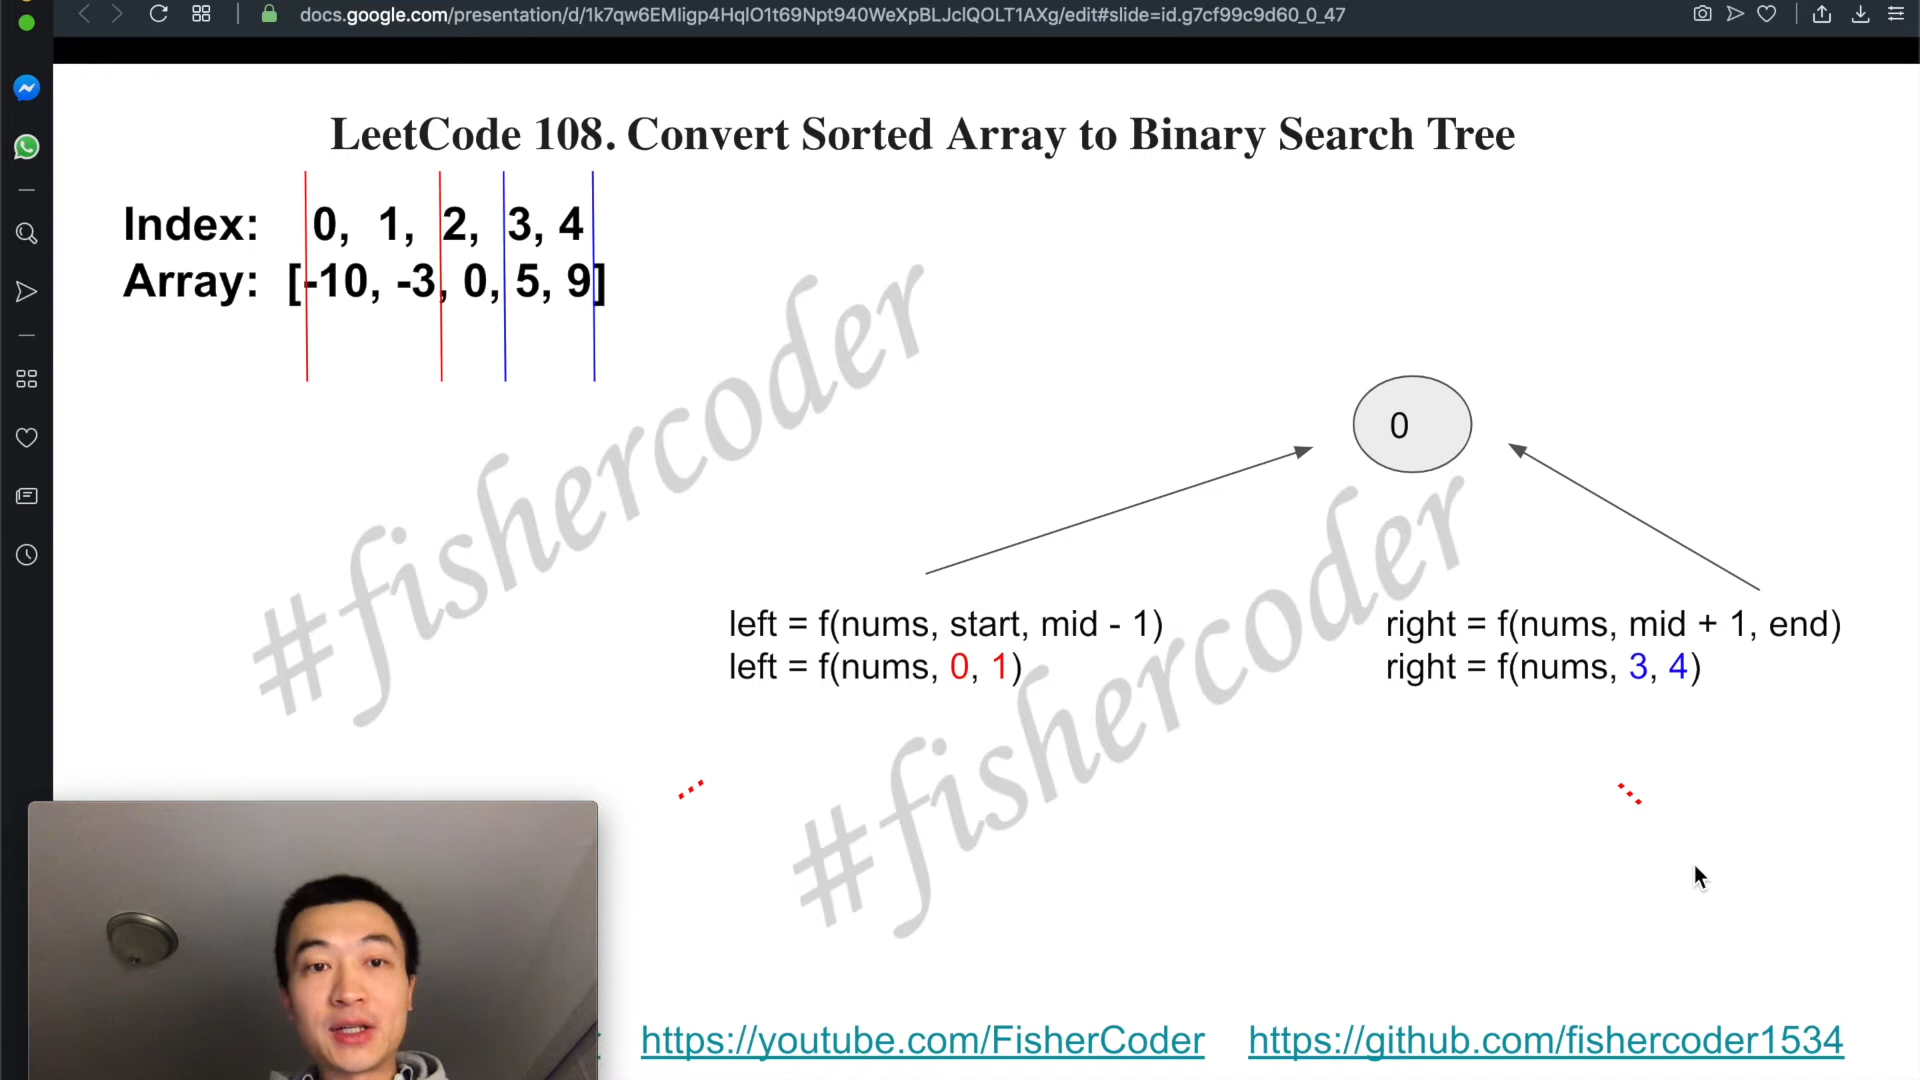 docs.google.com/presentation/d/1k7qw6EMligp4HqlO1t69Npt940WeXpBLJclQOLT1AXg/edit#slide=id.g7cf99c9d60_0_47
LeetCode 108. Convert Sorted Array to Binary Search Tree
Index: 0, 1, 2, 3, 4
Array: [-10, -3, 0, 5, 9]
0
left = f(nums, start, mid - 1)
left = f(nums, 0, 1)
right = f(nums, mid + 1, end)
right = f(nums, 3, 4)
...
...
#fishercoder
#fishercoder
https://youtube.com/FisherCoder
https://github.com/fishercoder1534